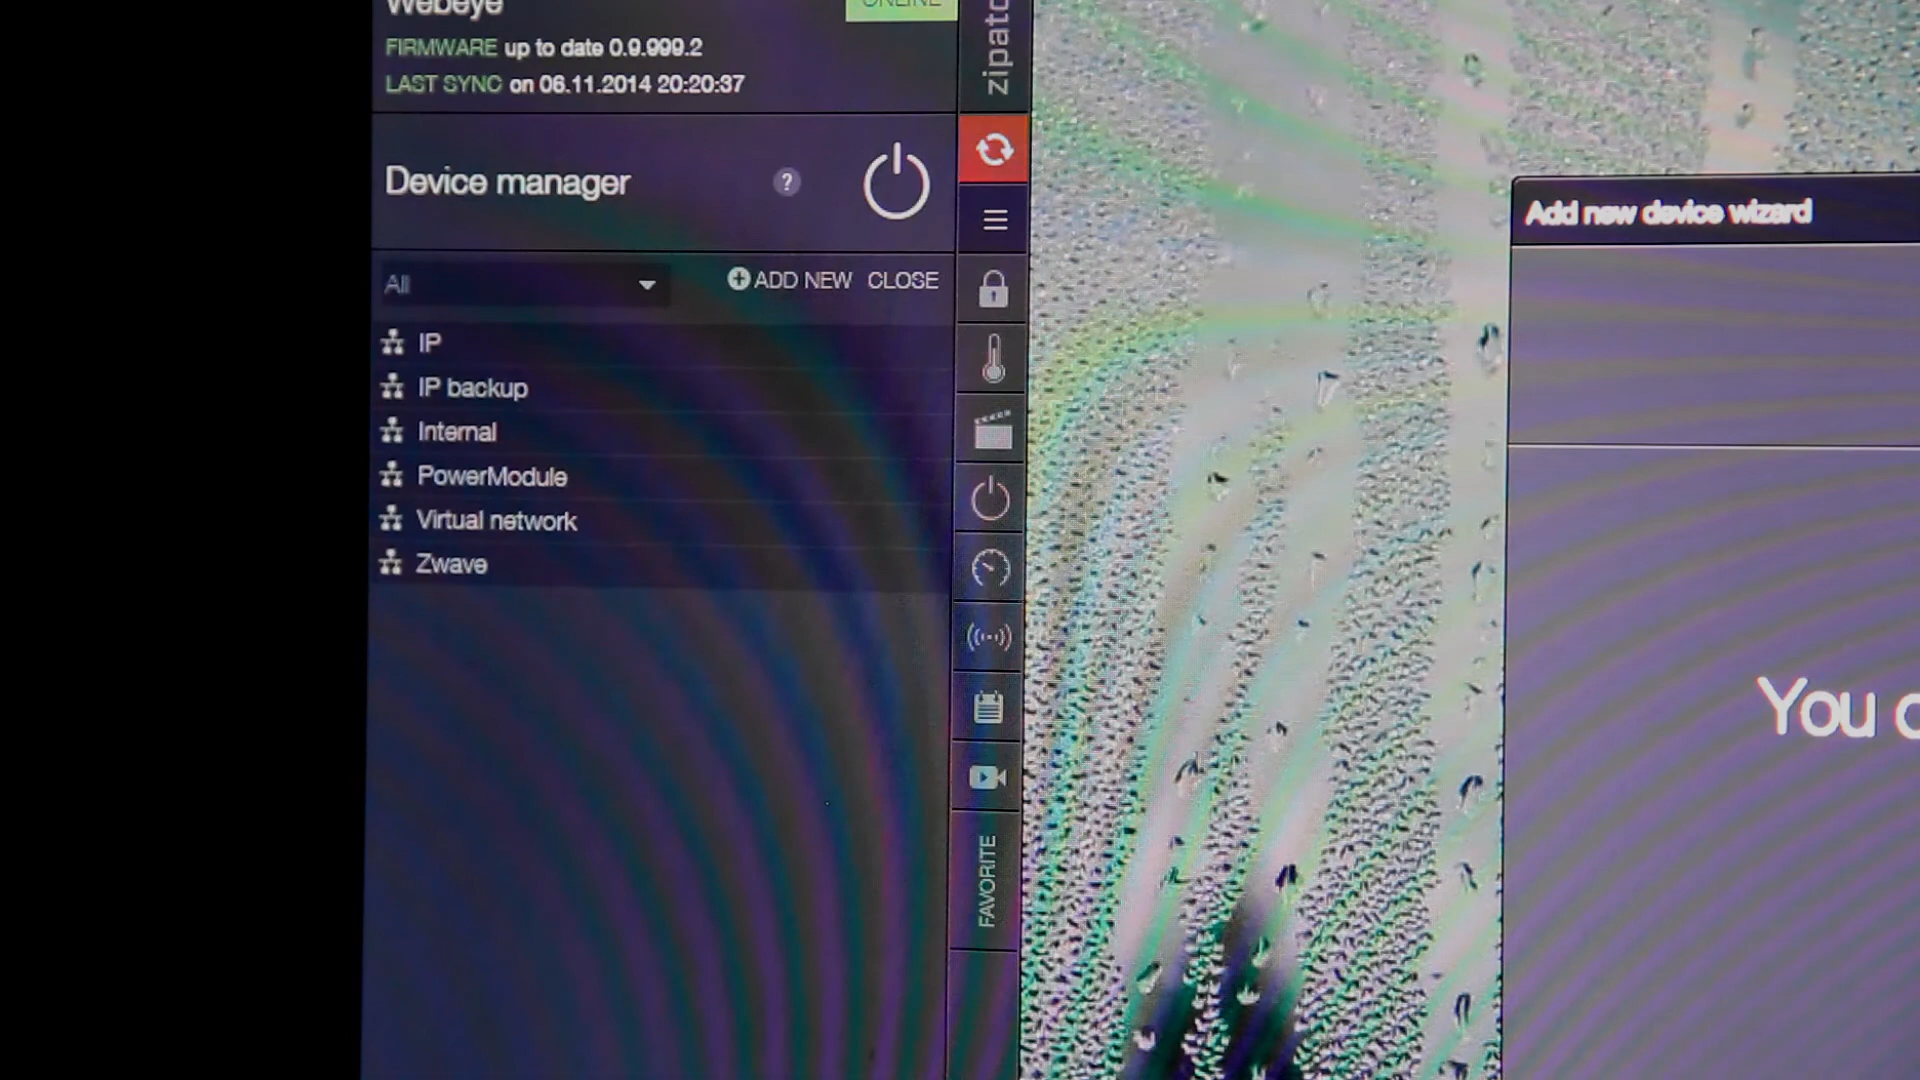 Webeye
ONLINE
FIRMWARE up to date 0.9.999.2
LAST SYNC on 06.11.2014 20:20:37
zipato
Device manager
?
All
ADD NEW CLOSE
IP
IP backup
Internal
PowerModule
Virtual network
Zwave
FAVORITE
Add new device wizard
You